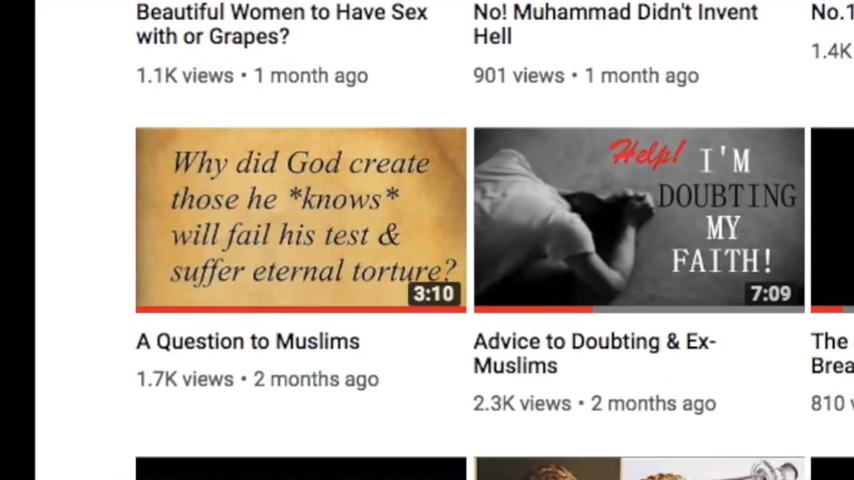 Beautiful Women to Have Sex
with or Grapes?
1.1K views • 1 month ago
No! Muhammad Didn't Invent
Hell
901 views • 1 month ago
No.1
1.4K
Why did God create
those he *knows*
will fail his test &
suffer eternal torture?
3:10
A Question to Muslims
1.7K views • 2 months ago
Help! I'M
DOUBTING
MY
FAITH!
7:09
Advice to Doubting & Ex-
Muslims
2.3K views • 2 months ago
The
Brea
810